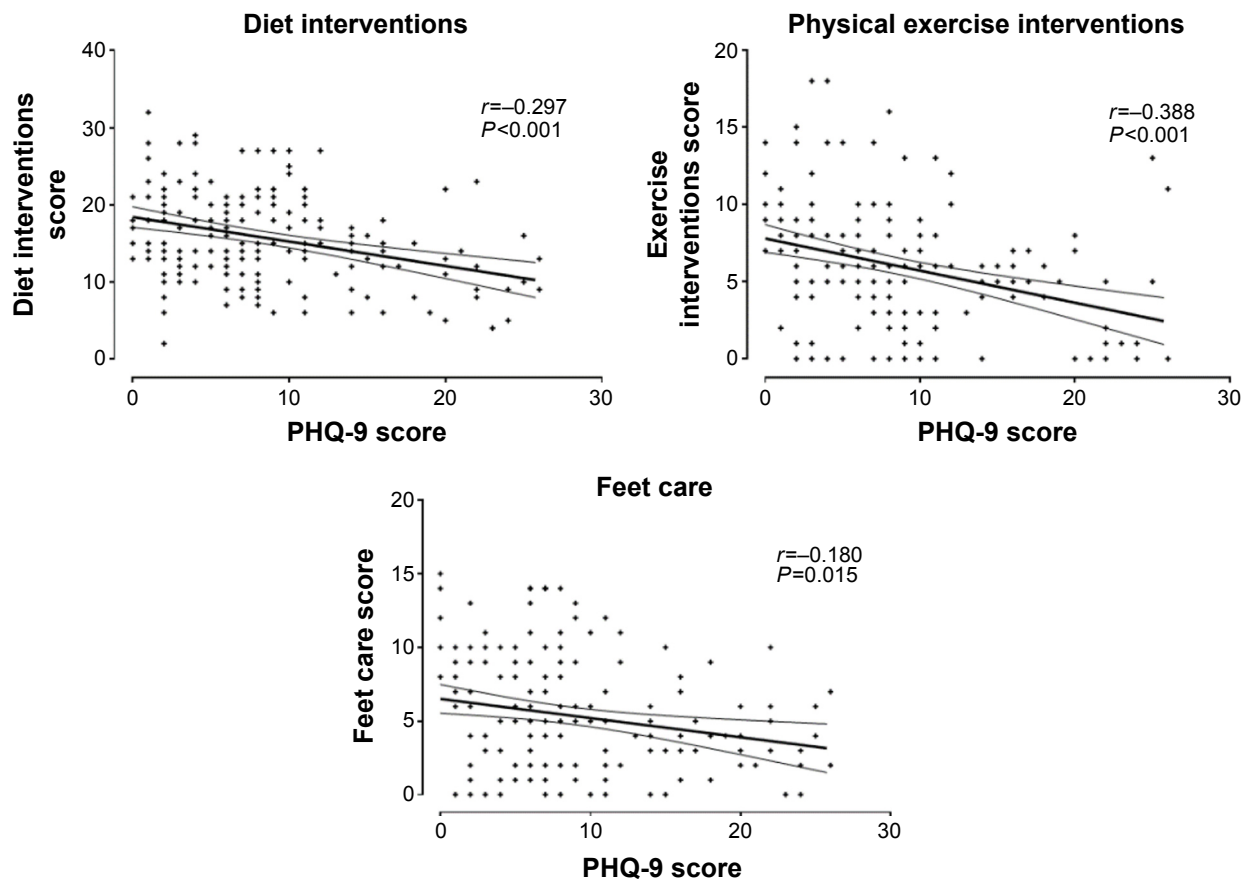 Diet interventions
40
30
20
10
0
Diet interventions
score
r=–0.297
P<0.001
0 10 20 30
PHQ-9 score
Physical exercise interventions
20
15
10
5
0
Exercise
interventions score
r=–0.388
P<0.001
0 10 20 30
PHQ-9 score
Feet care
20
15
10
5
0
Feet care score
r=–0.180
P=0.015
0 10 20 30
PHQ-9 score